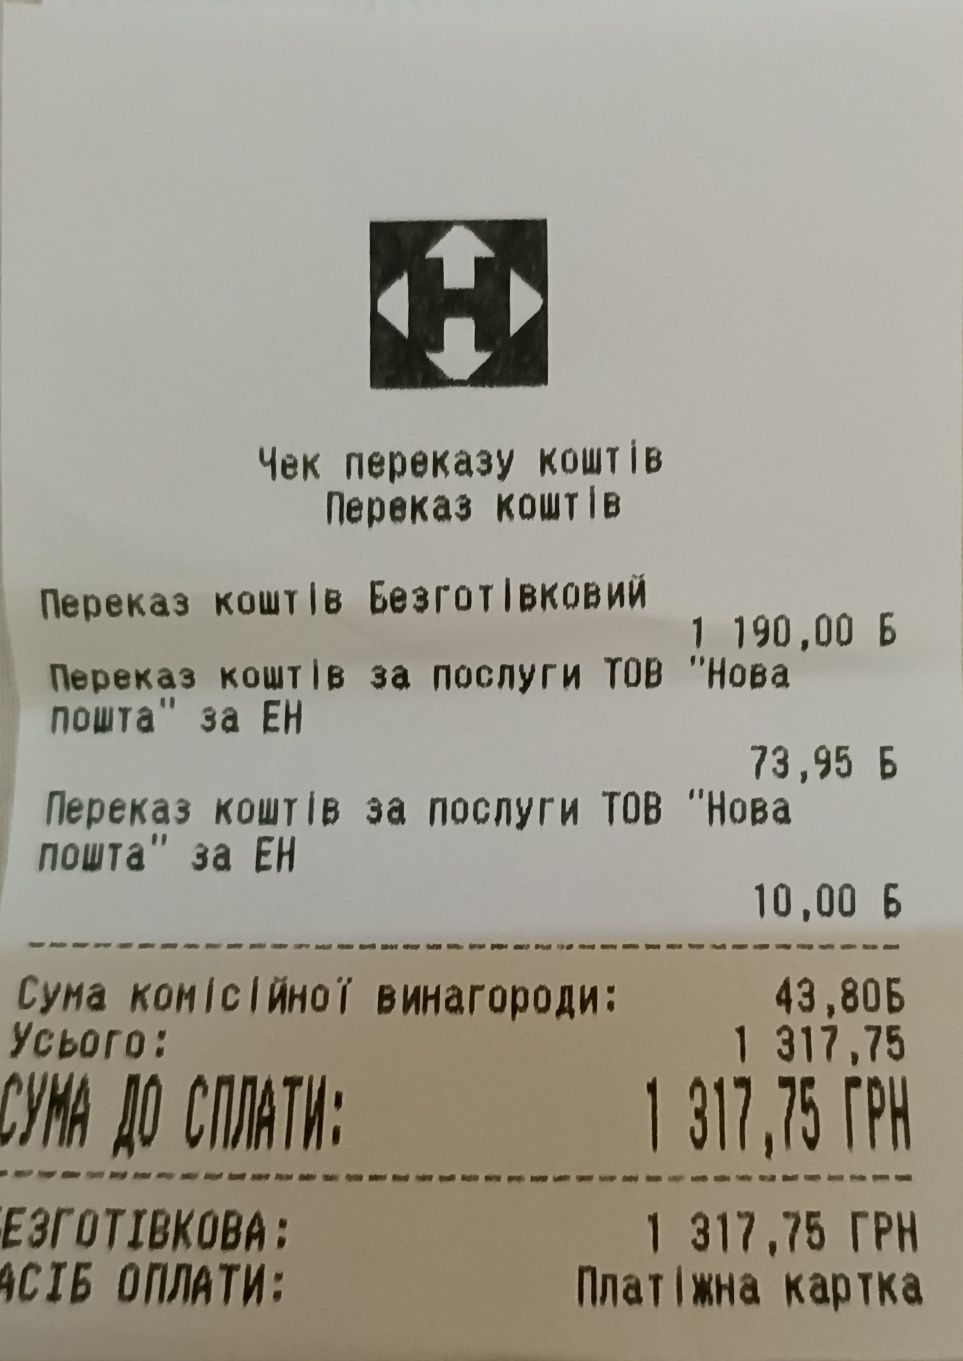 Чек переказу коштів
Переказ коштів
Переказ коштів Безготівковий
1 190,00 Б
Переказ коштів за послуги ТОВ "Нова
пошта" за ЕН
73,95 Б
Переказ коштів за послуги ТОВ "Нова
пошта" за ЕН
10,00 Б
Сума комісійної винагороди: 43,80Б
Усього: 1 317,75
СУМА ДО СПЛАТИ: 1 317,75 ГРН
БЕЗГОТІВКОВА: 1 317,75 ГРН
АСІБ ОПЛАТИ: Платіжна картка